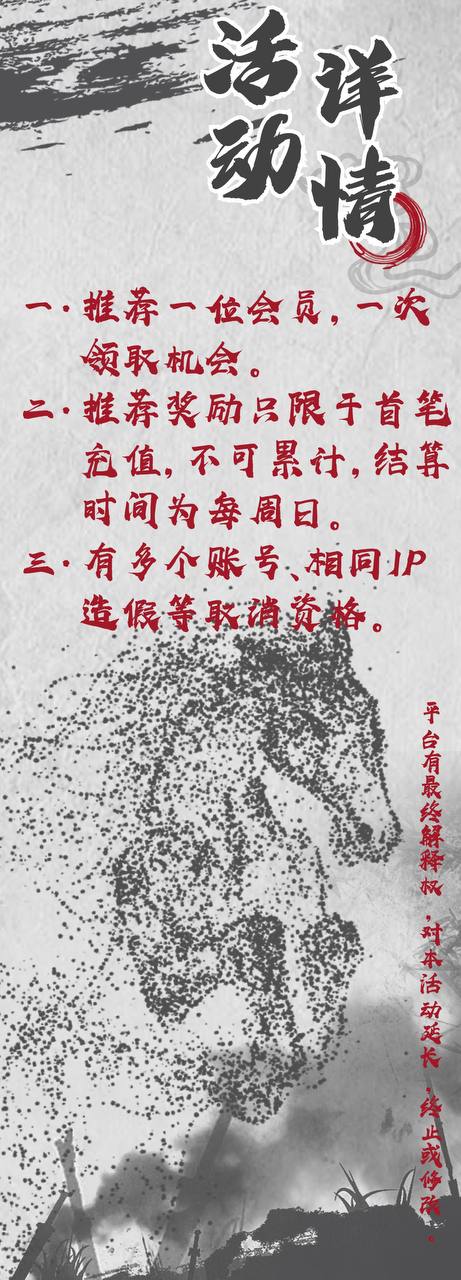 活动
详情
一·推荐一位会员，一次
领取机会。
二·推荐奖励只限于首笔
充值，不可累计，结算
时间为每周日。
三·有多个账号、相同IP
造假等取消资格。
平台有最终解释权，对本活动延长，终止或修改。